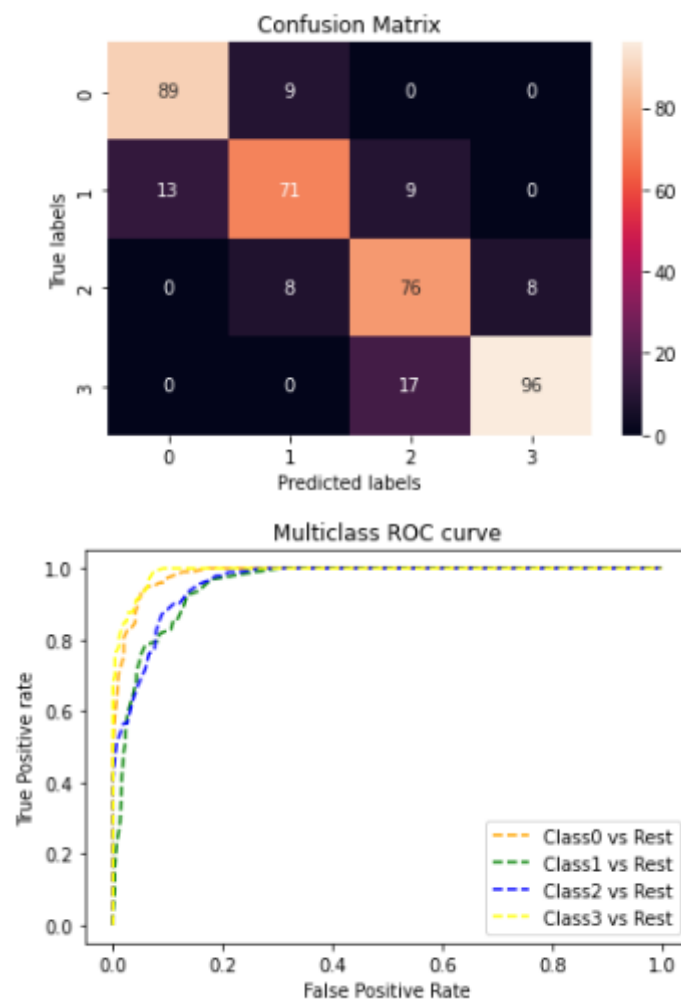 Confusion Matrix
0 89 9 0 0
1 13 71 9 0
2 0 8 76 8
3 0 0 17 96
0 1 2 3
Predicted labels
True labels
80
60
40
20
0
Multiclass ROC curve
1.0
0.8
0.6
0.4
0.2
0.0
True Positive rate
Class0 vs Rest
Class1 vs Rest
Class2 vs Rest
Class3 vs Rest
0.0 0.2 0.4 0.6 0.8 1.0
False Positive Rate